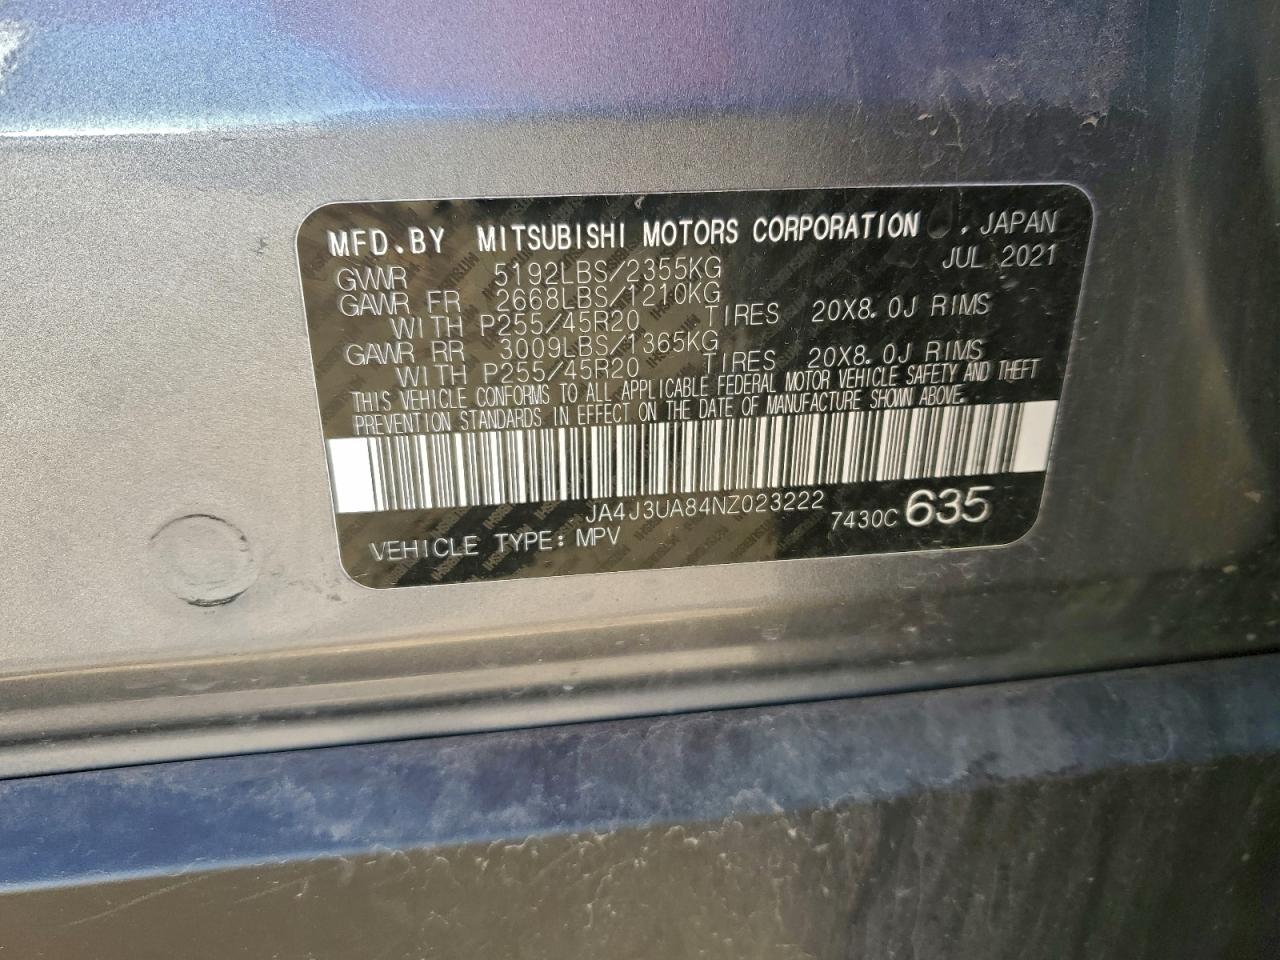 MFD.BY MITSUBISHI MOTORS CORPORATION , JAPAN
JUL 2021
GVWR 5192LBS/2355KG
GAWR FR 2668LBS/1210KG
WITH P255/45R20 TIRES 20X8.0J RIMS
GAWR RR 3009LBS/1365KG
WITH P255/45R20 TIRES 20X8.0J RIMS
THIS VEHICLE CONFORMS TO ALL APPLICABLE FEDERAL MOTOR VEHICLE SAFETY AND THEFT
PREVENTION STANDARDS IN EFFECT ON THE DATE OF MANUFACTURE SHOWN ABOVE.
JA4J3UA84NZ023222
7430C 635
VEHICLE TYPE: MPV